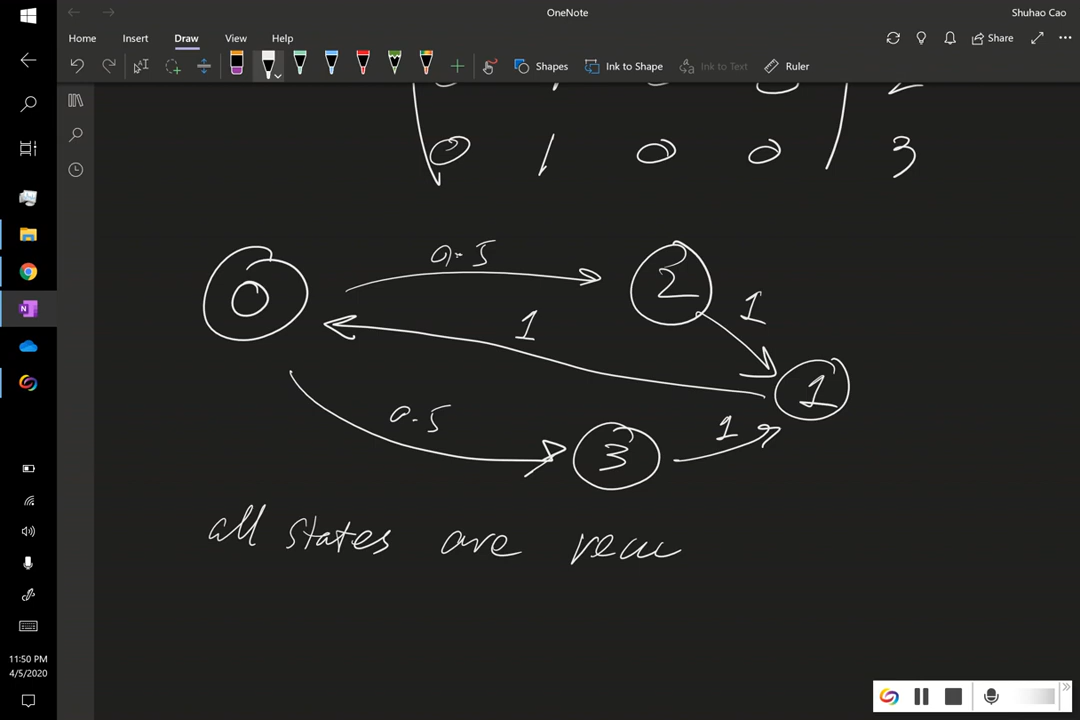 OneNote
Shuhao Cao
Home Insert Draw View Help
Share
Shapes Ink to Shape Ink to Text Ruler
0 1 0 0 3
0.5
0 2
1 1
1
0.5
3 1
all states are recu
11:50 PM
4/5/2020